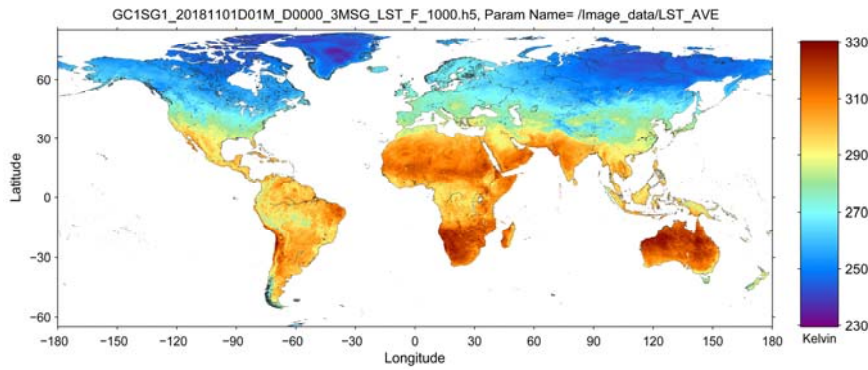 GC1SG1_20181101D01M_D0000_3MSG_LST_F_1000.h5, Param Name= /Image_data/LST_AVE
330
310
290
270
250
230
Kelvin
60
30
0
−30
−60
Latitude
−180 −150 −120 −90 −60 −30 0 30 60 90 120 150 180
Longitude